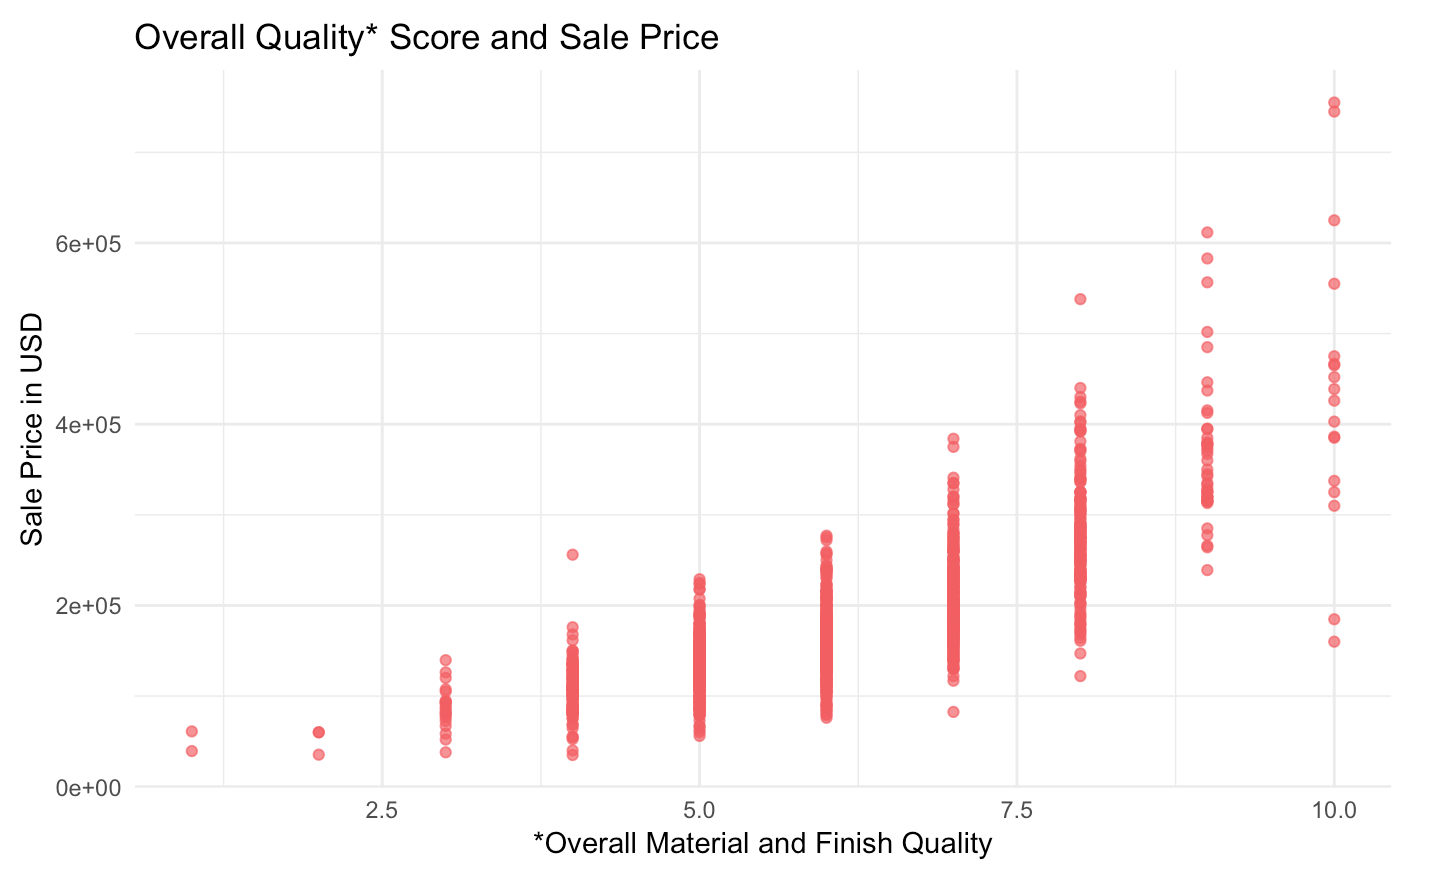 Overall Quality* Score and Sale Price
Sale Price in USD
6e+05
4e+05
2e+05
0e+00
2.5 5.0 7.5 10.0
*Overall Material and Finish Quality